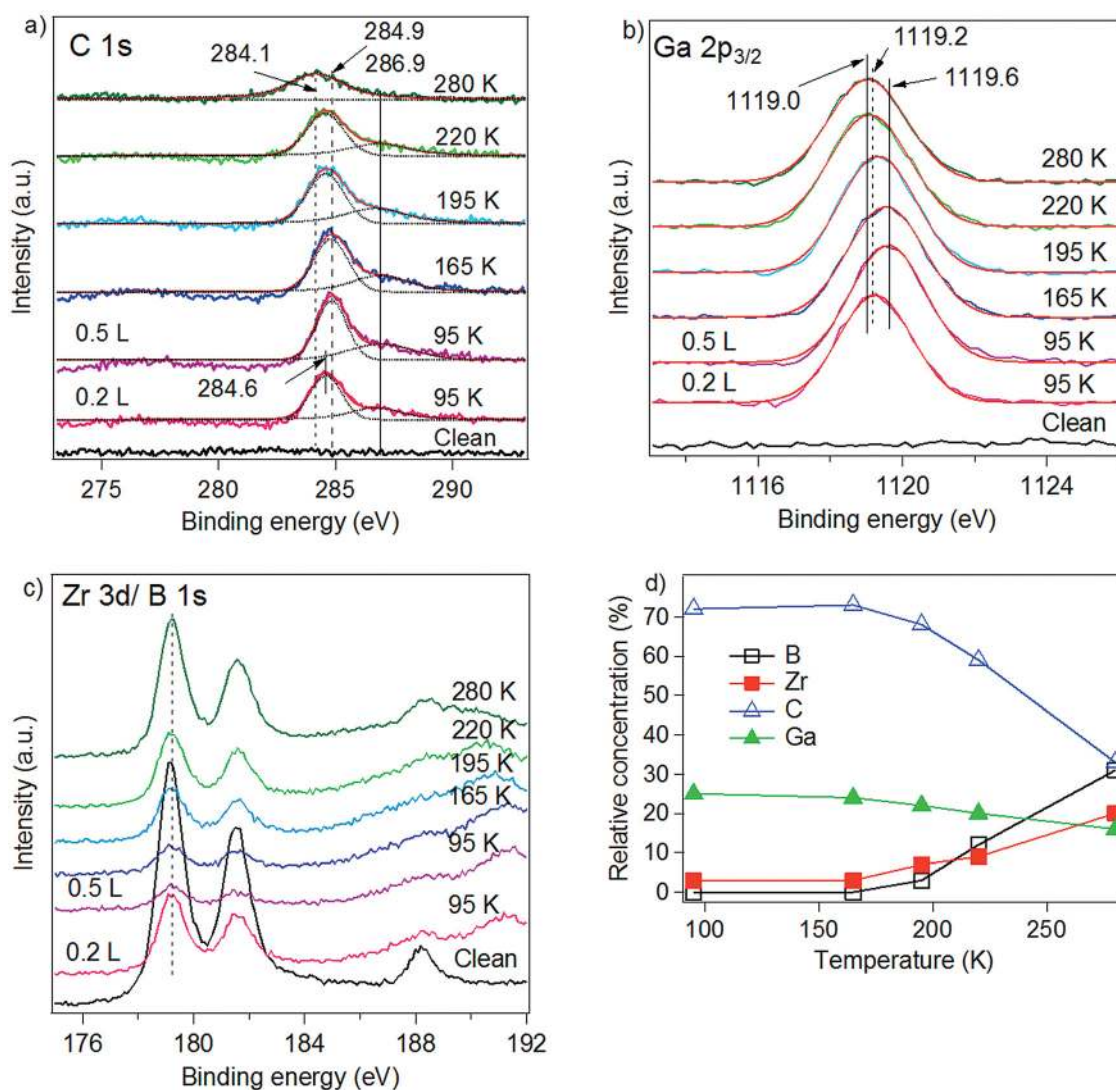 a)
C 1s
284.1
284.9
286.9
280 K
220 K
195 K
165 K
0.5 L
95 K
284.6
0.2 L
95 K
Clean
275
280
285
290
Binding energy (eV)
Intensity (a.u.)
b)
Ga 2p3/2
1119.2
1119.0
1119.6
280 K
220 K
195 K
165 K
0.5 L
95 K
0.2 L
95 K
Clean
1116
1120
1124
Binding energy (eV)
Intensity (a.u.)
c)
Zr 3d/ B 1s
280 K
220 K
195 K
165 K
95 K
0.5 L
95 K
0.2 L
Clean
176
180
184
188
192
Binding energy (eV)
Intensity (a.u.)
d)
70
60
50
40
30
20
10
0
B
Zr
C
Ga
100
150
200
250
Temperature (K)
Relative concentration (%)